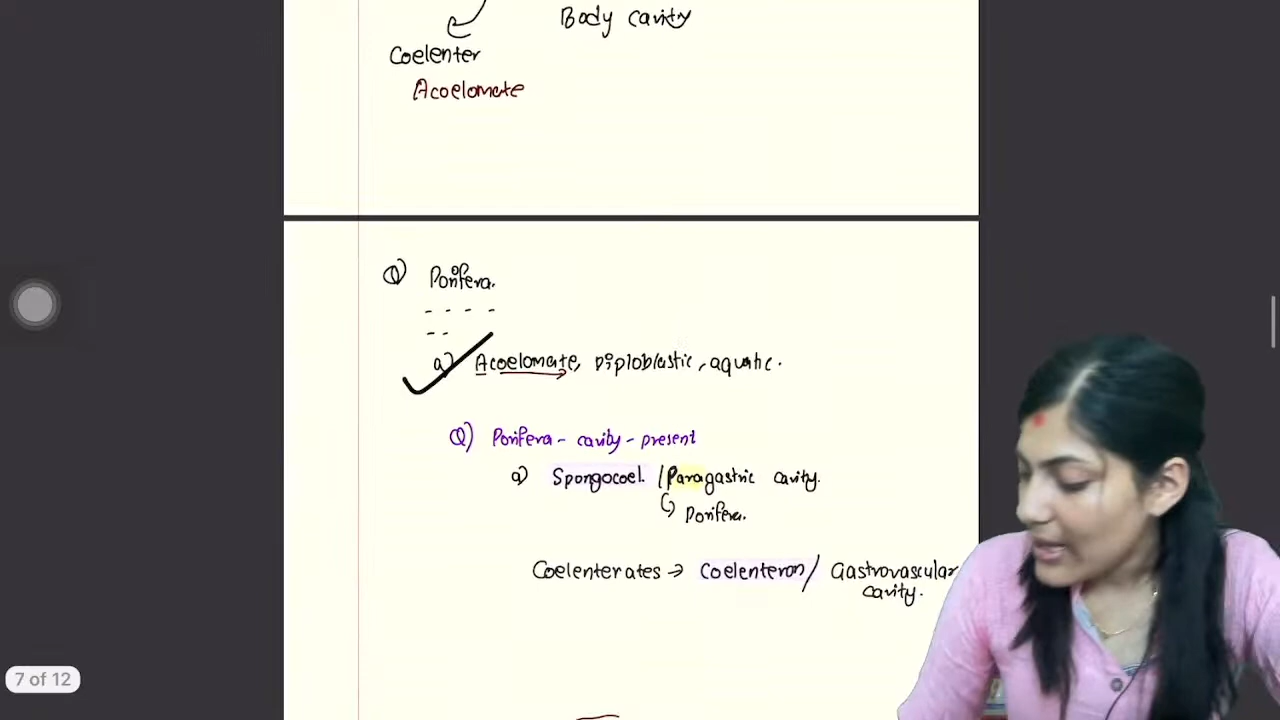 Body cavity
Coelenter
Acoelomate
Q) Porifera.
a) Acoelomate, Diploblastic, aquatic.
Q) Porifera - cavity - present
a) Spongocoel. / Paragastric cavity.
Porifera.
Coelenterates → Coelenteron / Gastrovascular
cavity.
7 of 12